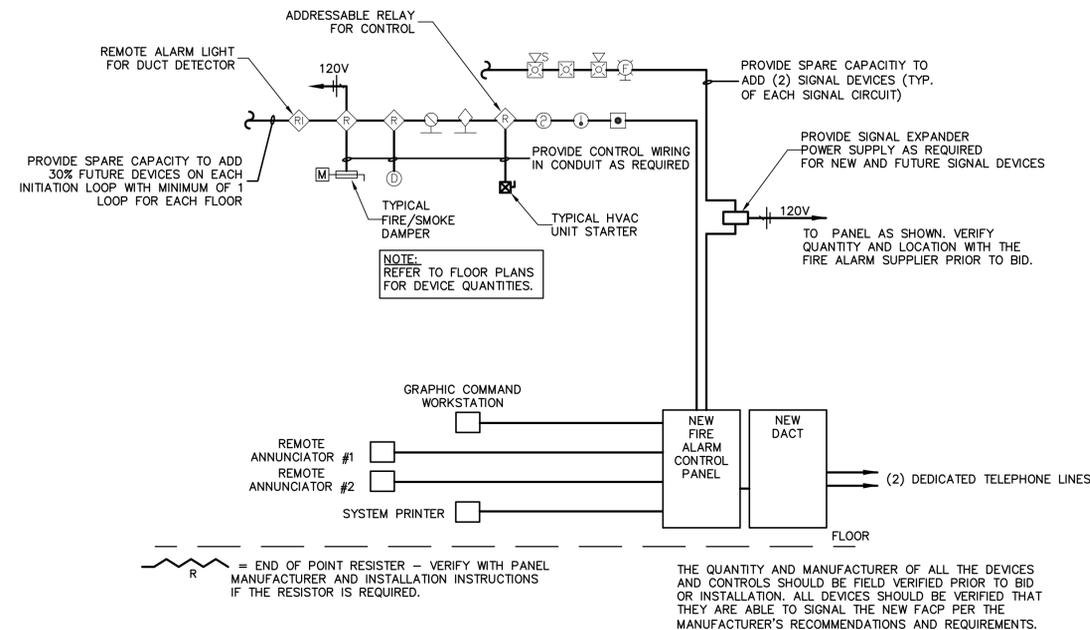 ADDRESSABLE RELAY
FOR CONTROL
REMOTE ALARM LIGHT
FOR DUCT DETECTOR
120V
S
F
PROVIDE SPARE CAPACITIY TO
ADD (2) SIGNAL DEVICES (TYP.
OF EACH SIGNAL CIRCUIT)
RI
R
R
R
PROVIDE SPARE CAPACITY TO ADD
30% FUTURE DEVICES ON EACH
INITIATION LOOP WITH MINIMUM OF 1
LOOP FOR EACH FLOOR
M
D
PROVIDE CONTROL WIRING
IN CONDUIT AS REQUIRED
TYPICAL
FIRE/SMOKE
DAMPER
TYPICAL HVAC
UNIT STARTER
PROVIDE SIGNAL EXPANDER
POWER SUPPLY AS REQUIRED
FOR NEW AND FUTURE SIGNAL DEVICES
120V
TO PANEL AS SHOWN. VERIFY
QUANTITY AND LOCATION WITH THE
FIRE ALARM SUPPLIER PRIOR TO BID.
NOTE:
REFER TO FLOOR PLANS
FOR DEVICE QUANTITIES.
GRAPHIC COMMAND
WORKSTATION
REMOTE
ANNUNCIATOR #1
REMOTE
ANNUNCIATOR #2
SYSTEM PRINTER
NEW
FIRE
ALARM
CONTROL
PANEL
NEW
DACT
(2) DEDICATED TELEPHONE LINES
FLOOR
R
= END OF POINT RESISTER – VERIFY WITH PANEL
MANUFACTURER AND INSTALLATION INSTRUCTIONS
IF THE RESISTOR IS REQUIRED.
THE QUANTITY AND MANUFACTURER OF ALL THE DEVICES
AND CONTROLS SHOULD BE FIELD VERIFIED PRIOR TO BID
OR INSTALLATION. ALL DEVICES SHOULD BE VERIFIED THAT
THEY ARE ABLE TO SIGNAL THE NEW FACP PER THE
MANUFACTURER'S RECOMMENDATIONS AND REQUIREMENTS.